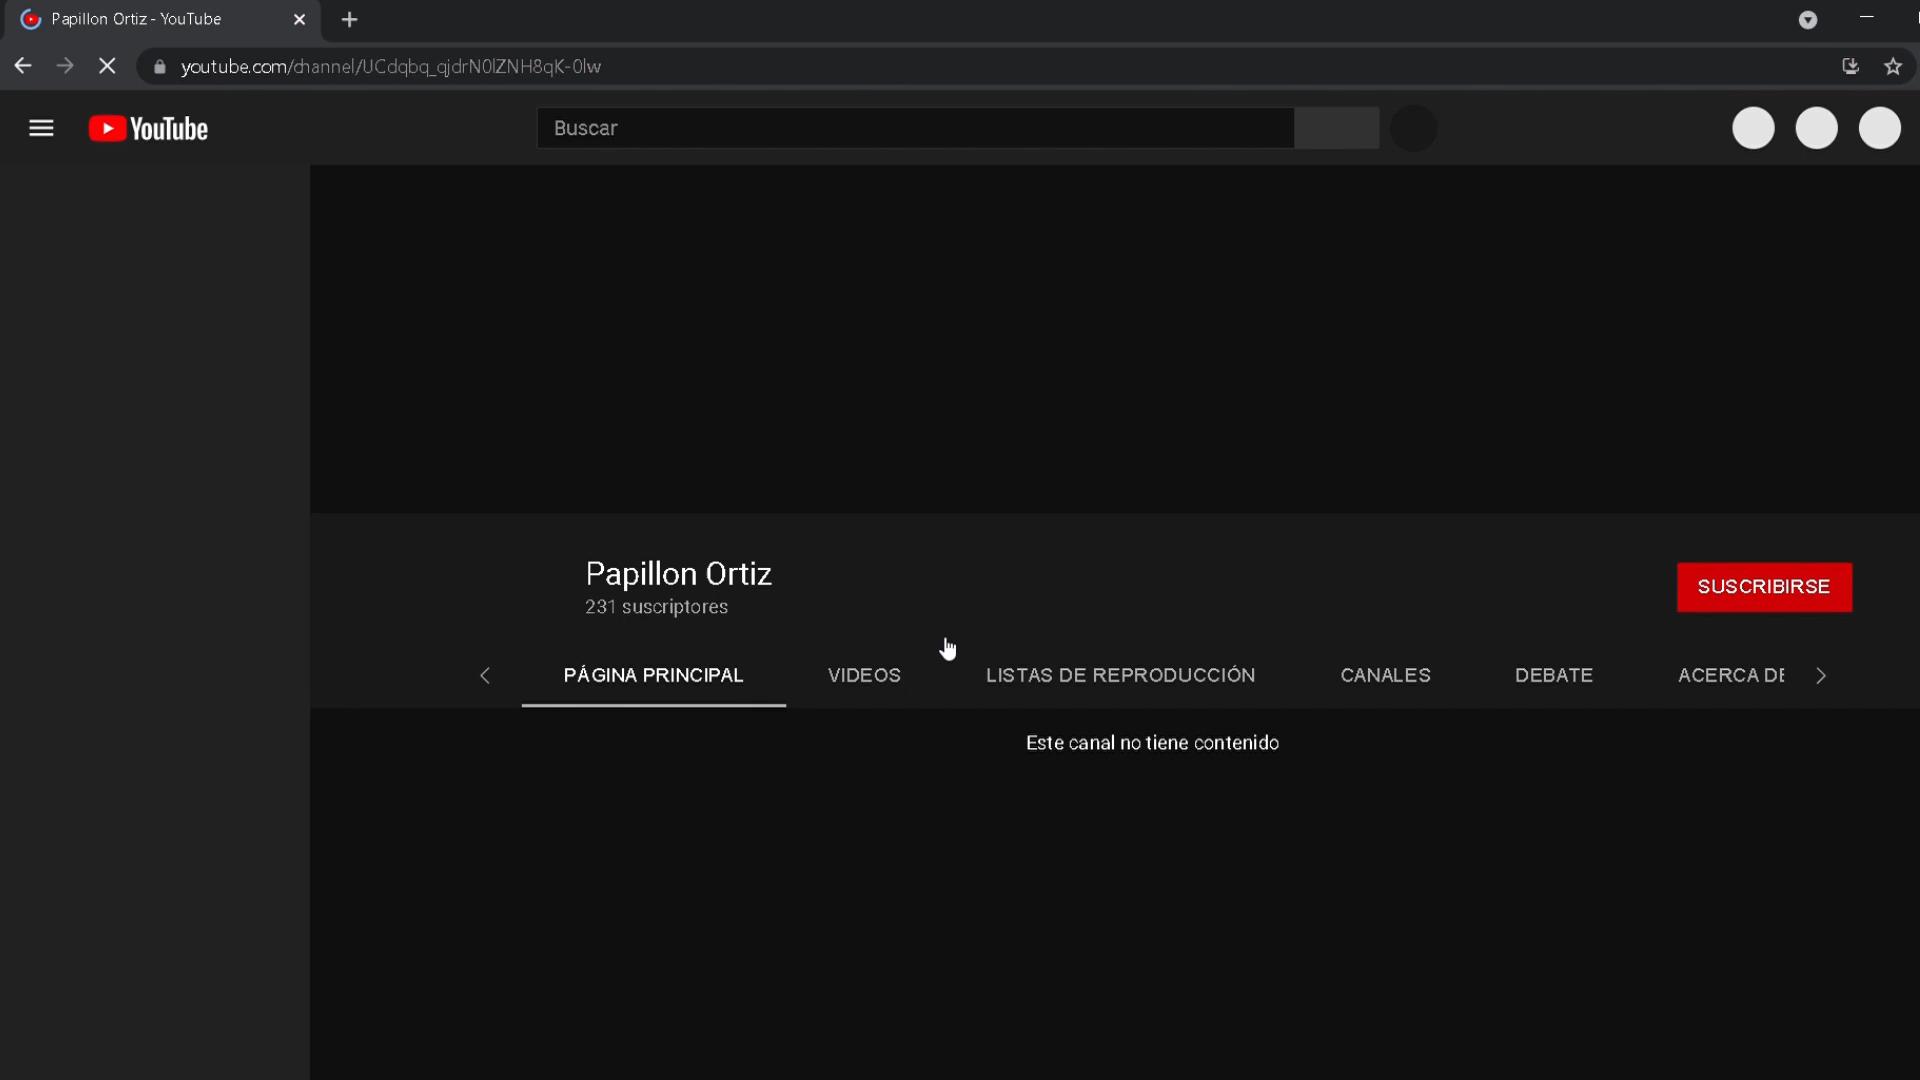 Papillon Ortiz - YouTube
youtube.com/channel/UCdqbq_qjdrN0lZNH8qK-0lw
YouTube
Buscar
Papillon Ortiz
231 suscriptores
SUSCRIBIRSE
PÁGINA PRINCIPAL VIDEOS LISTAS DE REPRODUCCIÓN CANALES DEBATE ACERCA DE
Este canal no tiene contenido